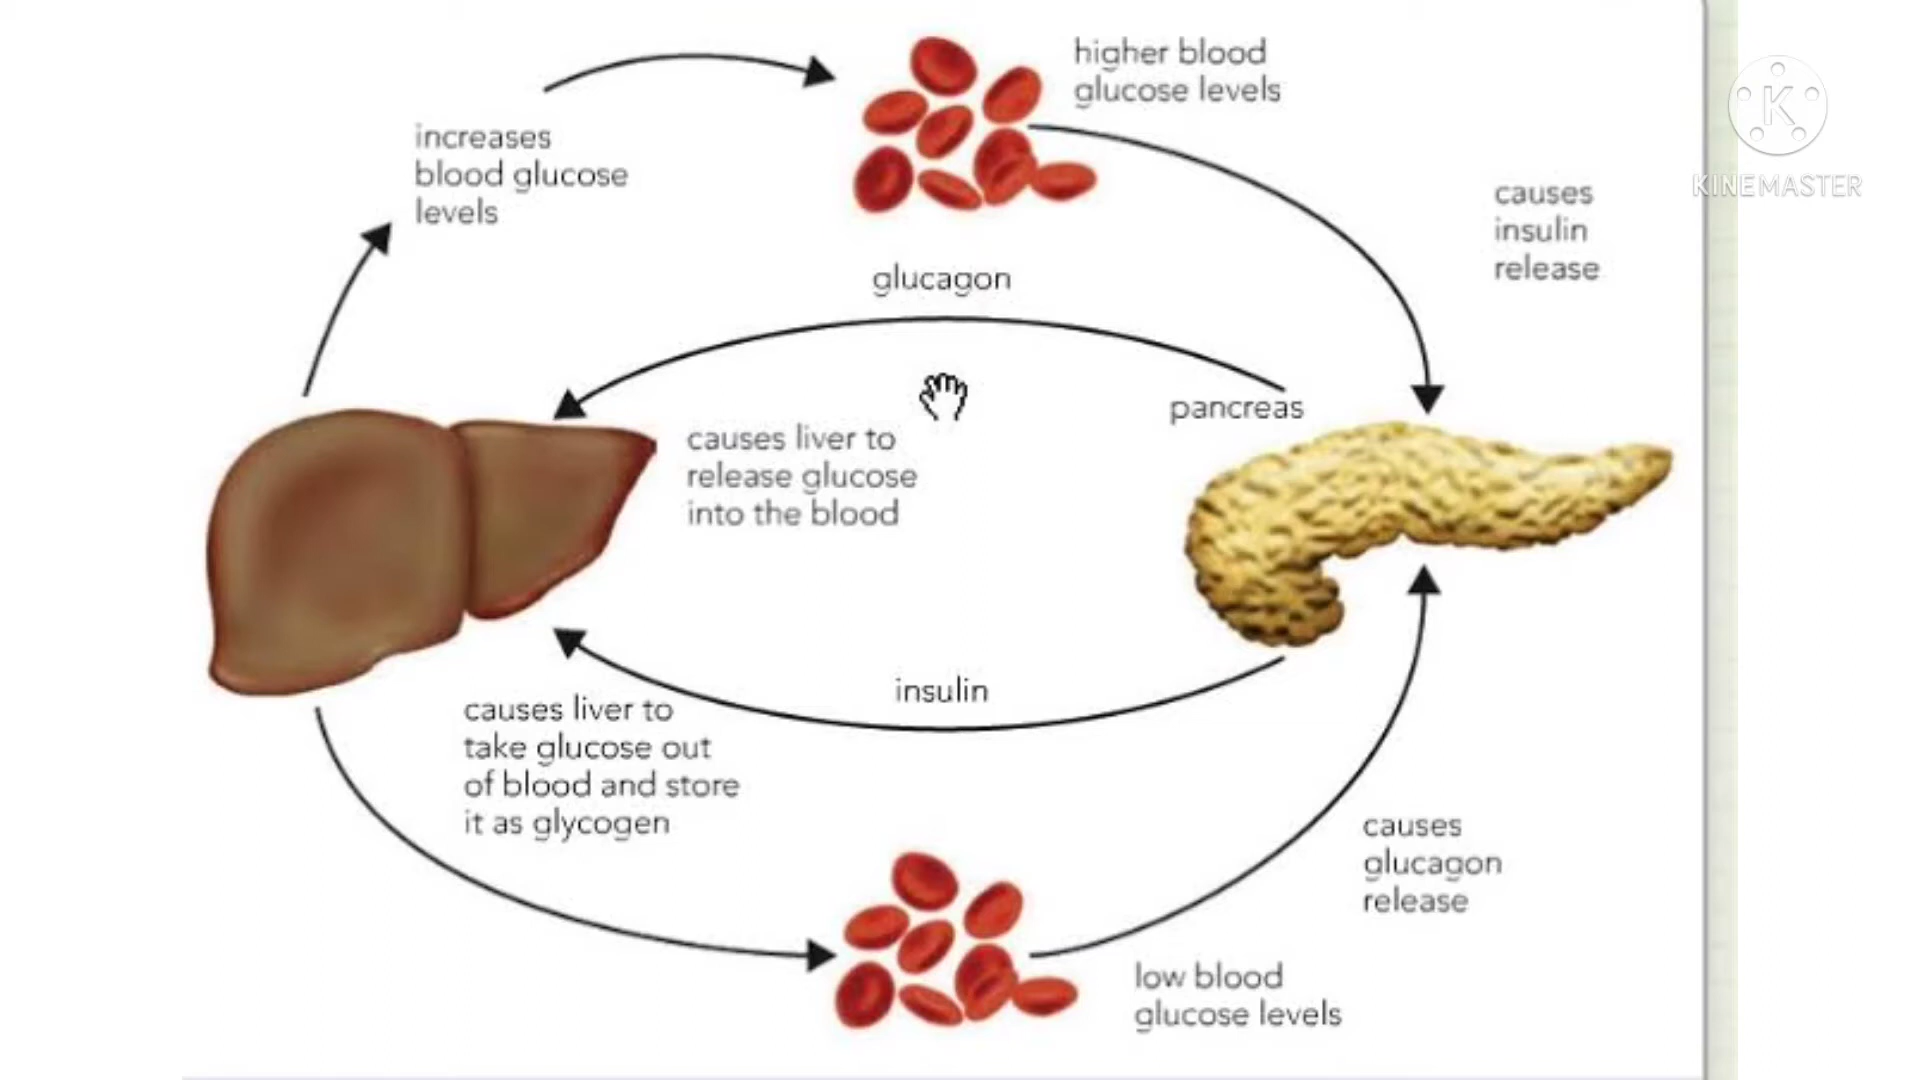 higher blood
glucose levels
increases
blood glucose
levels
K
KINEMASTER
causes
insulin
release
glucagon
pancreas
causes liver to
release glucose
into the blood
insulin
causes liver to
take glucose out
of blood and store
it as glycogen
causes
glucagon
release
low blood
glucose levels